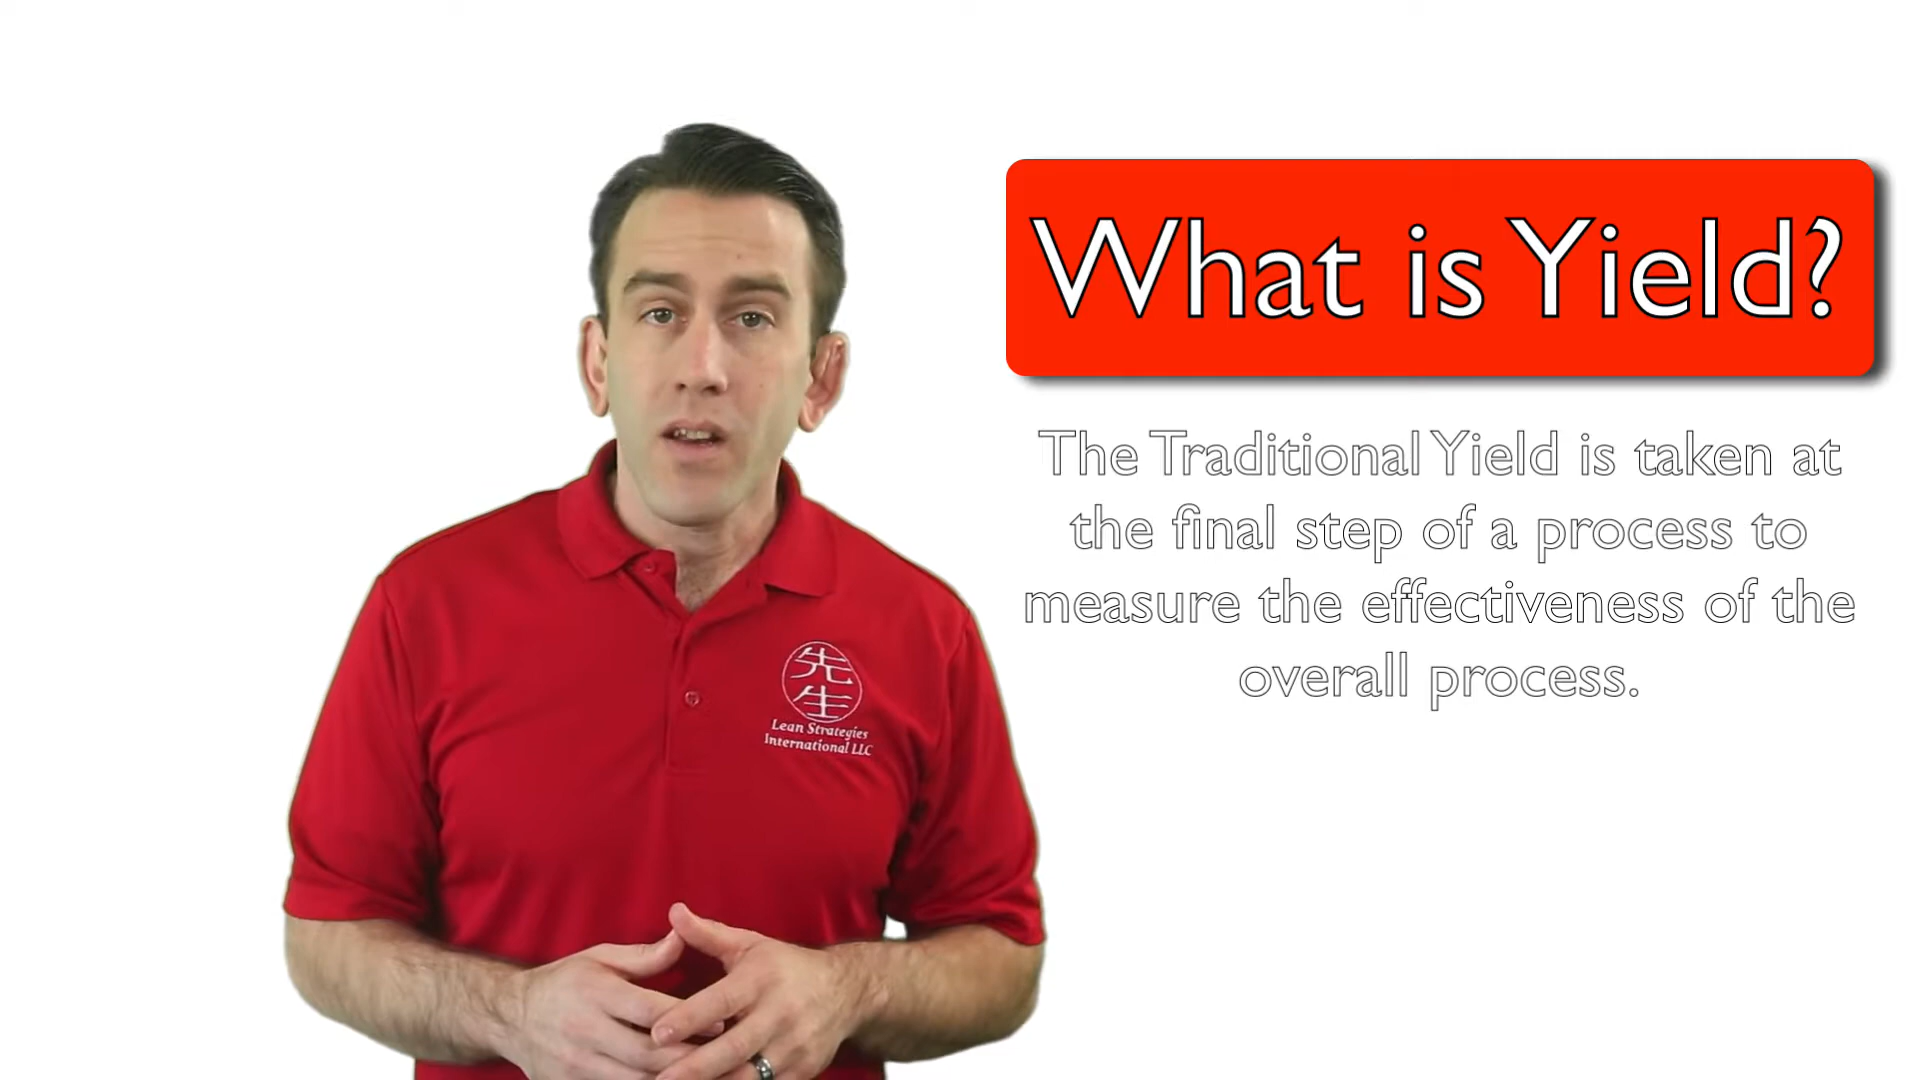 What is Yield?
The Traditional Yield is taken at
the final step of a process to
measure the effectiveness of the
overall process.
先
生
Lean Strategies
International LLC